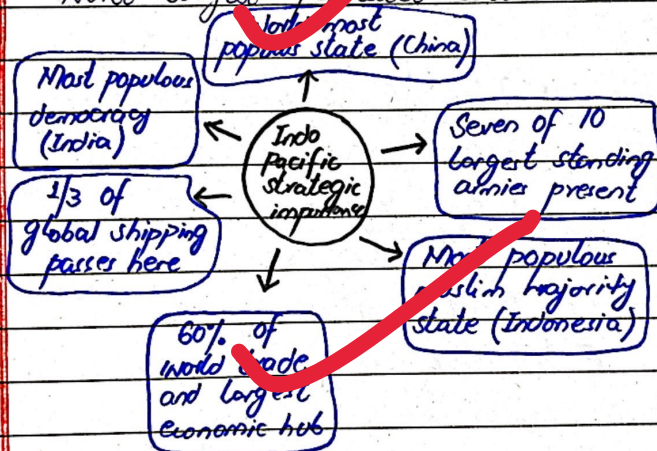 World most
populus state (China)
Most populous
democracy
(India)
Indo
Pacific
strategic
importance
Seven of 10
largest standing
armies present
1/3 of
global shipping
passes here
Most populous
muslim majority
state (Indonesia)
60% of
world trade
and largest
economic hub